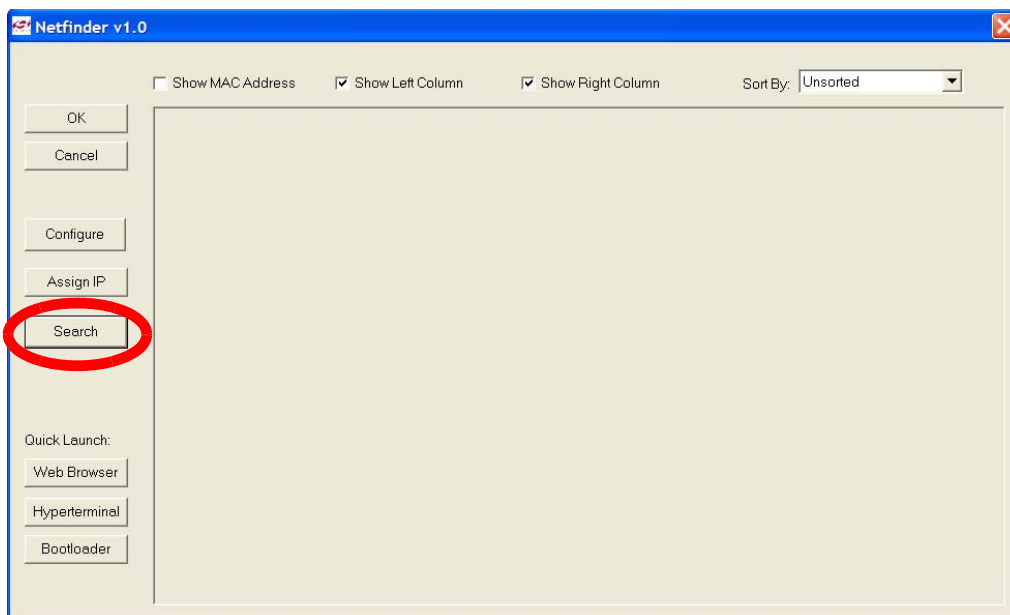 Netfinder v1.0
Show MAC Address Show Left Column Show Right Column Sort By: Unsorted
OK
Cancel
Configure
Assign IP
Search
Quick Launch:
Web Browser
Hyperterminal
Bootloader